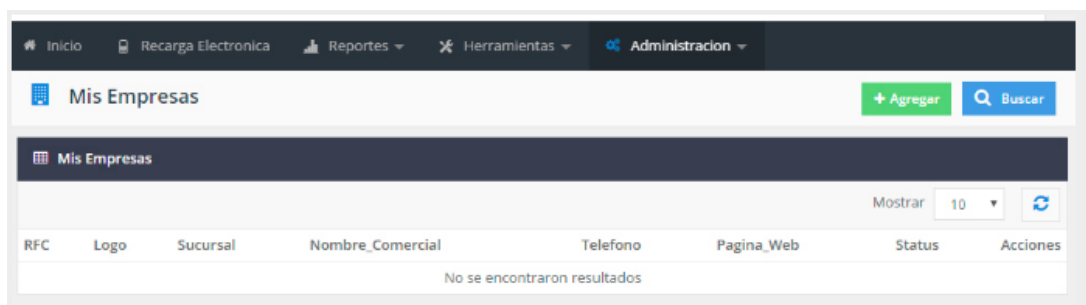 Inicio Recarga Electronica Reportes Herramientas Administracion
Mis Empresas + Agregar Buscar
Mis Empresas
Mostrar 10
RFC Logo Sucursal Nombre_Comercial Telefono Pagina_Web Status Acciones
No se encontraron resultados